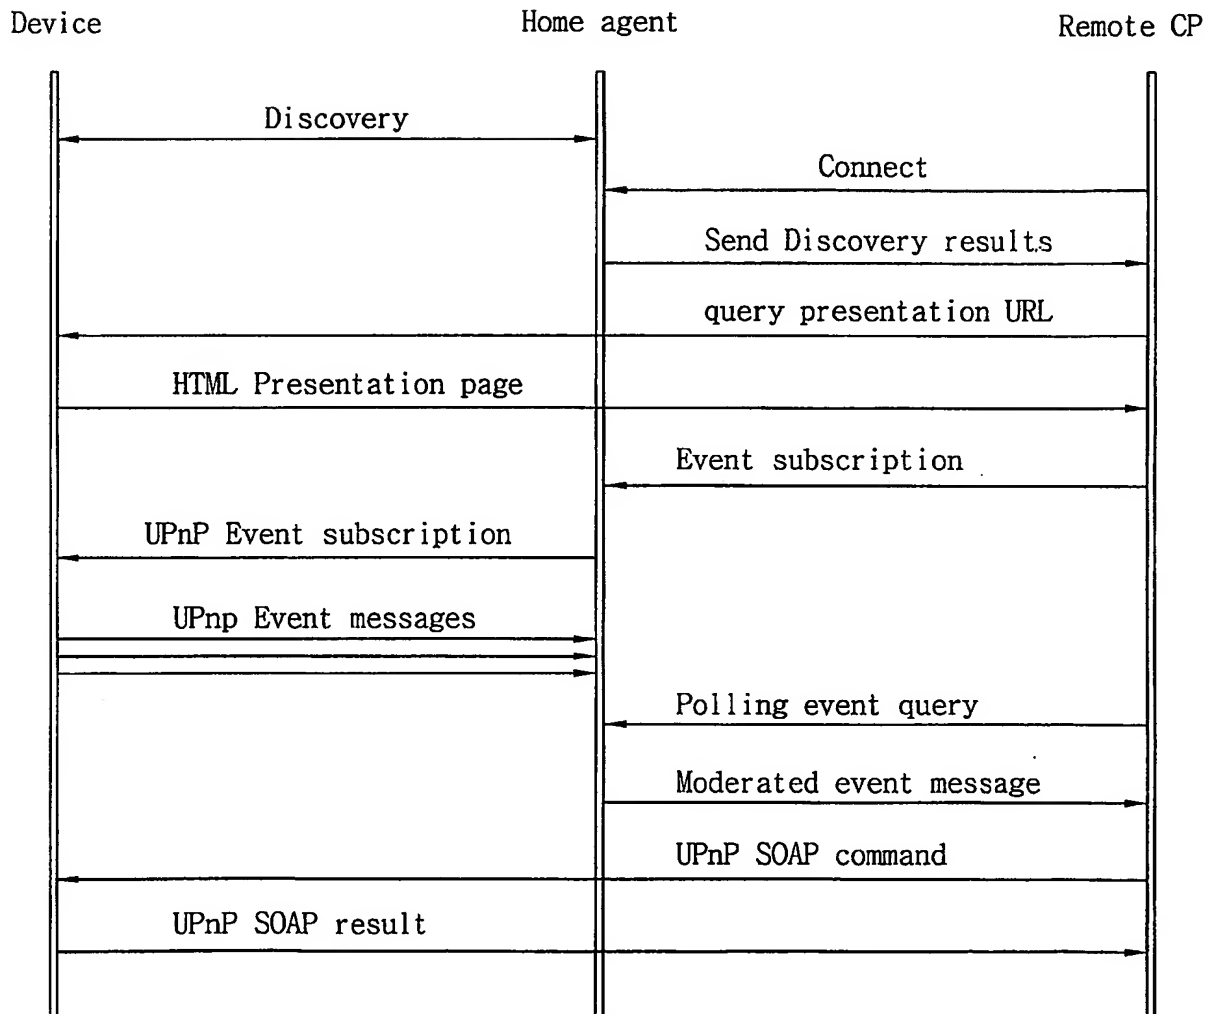 Device
Home agent
Remote CP
Discovery
Connect
Send Discovery results
query presentation URL
HTML Presentation page
Event subscription
UPnP Event subscription
UPnp Event messages
Polling event query
Moderated event message
UPnP SOAP command
UPnP SOAP result